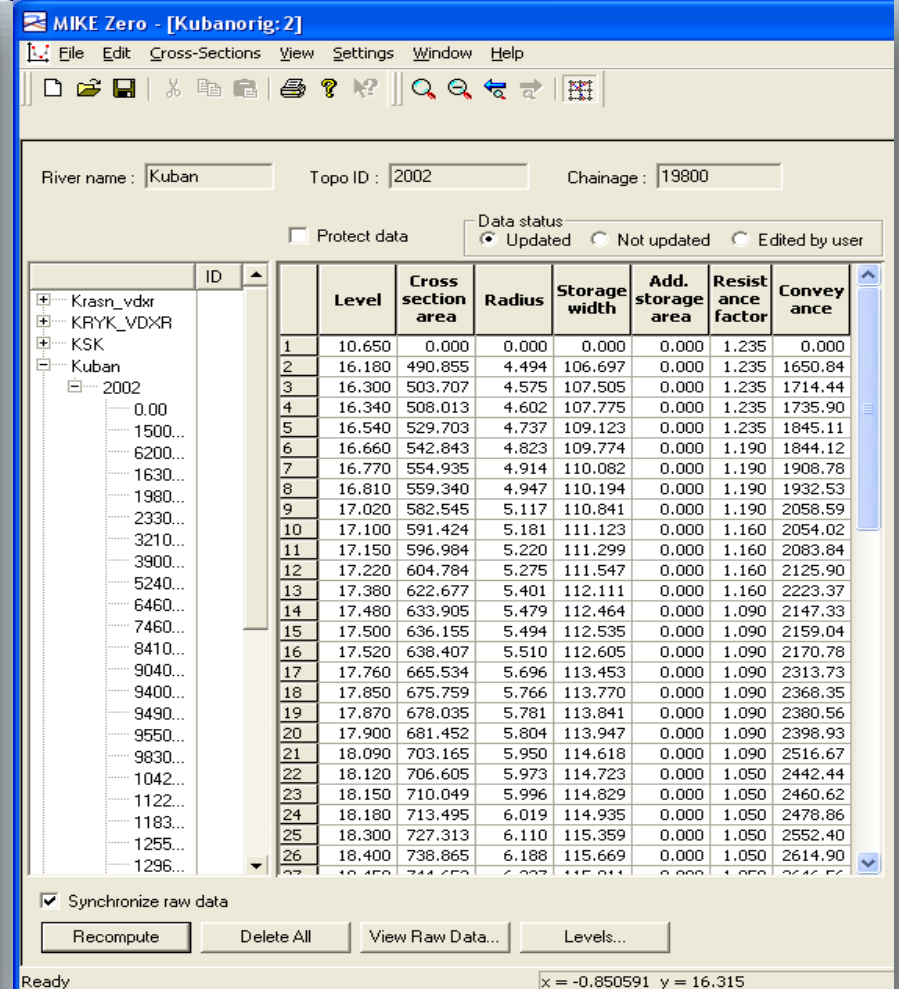 MIKE Zero - [Kubanorig:2]
File Edit Cross-Sections View Settings Window Help
River name : Kuban Topo ID : 2002 Chainage : 19800
Protect data Data status Updated Not updated Edited by user
ID
Krasn_vdxr
KRYK_VDXR
KSK
Kuban
2002
0.00
1500...
6200...
1630...
1980...
2330...
3210...
3900...
5240...
6460...
7460...
8410...
9040...
9400...
9490...
9550...
9830...
1042...
1122...
1183...
1255...
1296...
Level Cross section area Radius Storage width Add. storage area Resist ance factor Convey ance
1 10.650 0.000 0.000 0.000 0.000 1.235 0.000
2 16.180 490.855 4.494 106.697 0.000 1.235 1650.84
3 16.300 503.707 4.575 107.505 0.000 1.235 1714.44
4 16.340 508.013 4.602 107.775 0.000 1.235 1735.90
5 16.540 529.703 4.737 109.123 0.000 1.235 1845.11
6 16.660 542.843 4.823 109.774 0.000 1.190 1844.12
7 16.770 554.935 4.914 110.082 0.000 1.190 1908.78
8 16.810 559.340 4.947 110.194 0.000 1.190 1932.53
9 17.020 582.545 5.117 110.841 0.000 1.190 2058.59
10 17.100 591.424 5.181 111.123 0.000 1.160 2054.02
11 17.150 596.984 5.220 111.299 0.000 1.160 2083.84
12 17.220 604.784 5.275 111.547 0.000 1.160 2125.90
13 17.380 622.677 5.401 112.111 0.000 1.160 2223.37
14 17.480 633.905 5.479 112.464 0.000 1.090 2147.33
15 17.500 636.155 5.494 112.535 0.000 1.090 2159.04
16 17.520 638.407 5.510 112.605 0.000 1.090 2170.78
17 17.760 665.534 5.696 113.453 0.000 1.090 2313.73
18 17.850 675.759 5.766 113.770 0.000 1.090 2368.35
19 17.870 678.035 5.781 113.841 0.000 1.090 2380.56
20 17.900 681.452 5.804 113.947 0.000 1.090 2398.93
21 18.090 703.165 5.950 114.618 0.000 1.090 2516.67
22 18.120 706.605 5.973 114.723 0.000 1.050 2442.44
23 18.150 710.049 5.996 114.829 0.000 1.050 2460.62
24 18.180 713.495 6.019 114.935 0.000 1.050 2478.86
25 18.300 727.313 6.110 115.359 0.000 1.050 2552.40
26 18.400 738.865 6.188 115.669 0.000 1.050 2614.90
Synchronize raw data
Recompute Delete All View Raw Data... Levels...
Ready x = -0.850591 y = 16.315